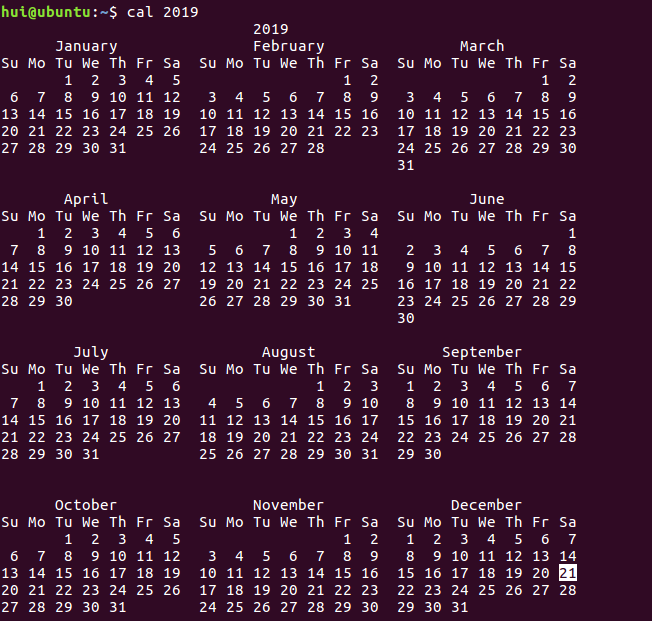 hui@ubuntu:~$ cal 2019
                            2019
      January               February               March
Su Mo Tu We Th Fr Sa  Su Mo Tu We Th Fr Sa  Su Mo Tu We Th Fr Sa
       1  2  3  4  5                  1  2                  1  2
 6  7  8  9 10 11 12   3  4  5  6  7  8  9   3  4  5  6  7  8  9
13 14 15 16 17 18 19  10 11 12 13 14 15 16  10 11 12 13 14 15 16
20 21 22 23 24 25 26  17 18 19 20 21 22 23  17 18 19 20 21 22 23
27 28 29 30 31        24 25 26 27 28        24 25 26 27 28 29 30
                                            31

       April                  May                   June
Su Mo Tu We Th Fr Sa  Su Mo Tu We Th Fr Sa  Su Mo Tu We Th Fr Sa
    1  2  3  4  5  6            1  2  3  4                     1
 7  8  9 10 11 12 13   5  6  7  8  9 10 11   2  3  4  5  6  7  8
14 15 16 17 18 19 20  12 13 14 15 16 17 18   9 10 11 12 13 14 15
21 22 23 24 25 26 27  19 20 21 22 23 24 25  16 17 18 19 20 21 22
28 29 30              26 27 28 29 30 31     23 24 25 26 27 28 29
                                            30

        July                 August              September
Su Mo Tu We Th Fr Sa  Su Mo Tu We Th Fr Sa  Su Mo Tu We Th Fr Sa
    1  2  3  4  5  6               1  2  3   1  2  3  4  5  6  7
 7  8  9 10 11 12 13   4  5  6  7  8  9 10   8  9 10 11 12 13 14
14 15 16 17 18 19 20  11 12 13 14 15 16 17  15 16 17 18 19 20 21
21 22 23 24 25 26 27  18 19 20 21 22 23 24  22 23 24 25 26 27 28
28 29 30 31           25 26 27 28 29 30 31  29 30

      October               November              December
Su Mo Tu We Th Fr Sa  Su Mo Tu We Th Fr Sa  Su Mo Tu We Th Fr Sa
       1  2  3  4  5                  1  2   1  2  3  4  5  6  7
 6  7  8  9 10 11 12   3  4  5  6  7  8  9   8  9 10 11 12 13 14
13 14 15 16 17 18 19  10 11 12 13 14 15 16  15 16 17 18 19 20 21
20 21 22 23 24 25 26  17 18 19 20 21 22 23  22 23 24 25 26 27 28
27 28 29 30 31        24 25 26 27 28 29 30  29 30 31